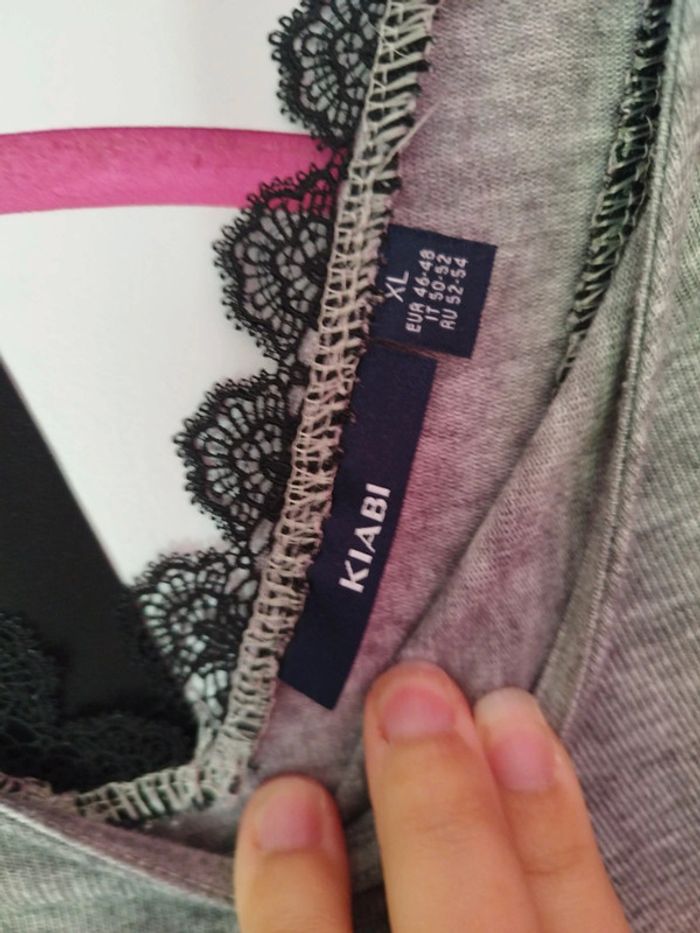 XL
EUR 46-48
IT 50-52
RU 52-54
KIABI